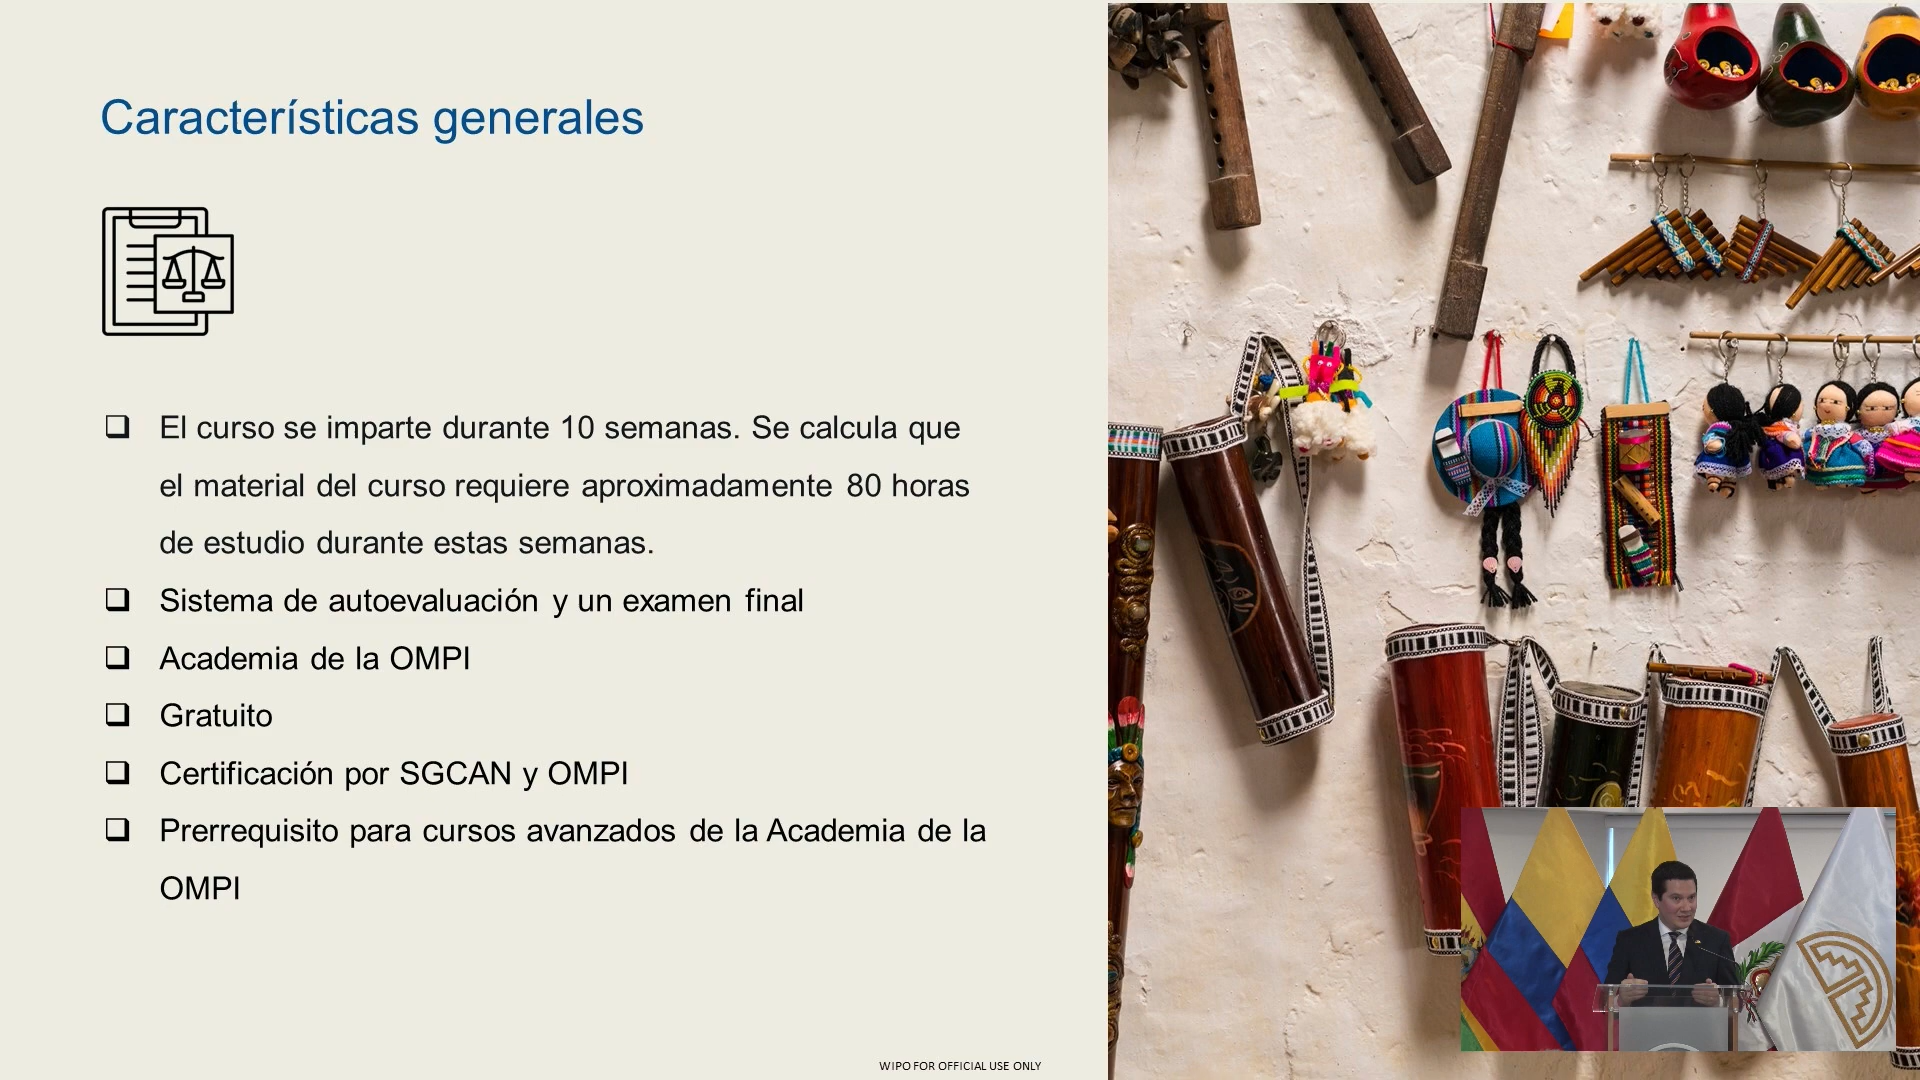 Características generales
El curso se imparte durante 10 semanas. Se calcula que
el material del curso requiere aproximadamente 80 horas
de estudio durante estas semanas.
Sistema de autoevaluación y un examen final
Academia de la OMPI
Gratuito
Certificación por SGCAN y OMPI
Prerrequisito para cursos avanzados de la Academia de la
OMPI
WIPO FOR OFFICIAL USE ONLY